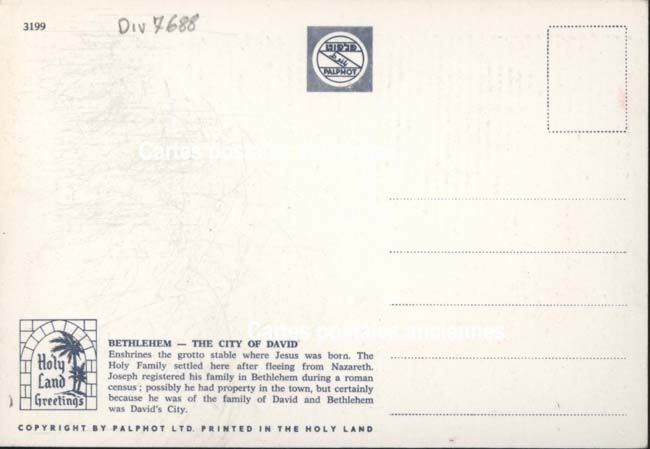 3199
Div 7688
פלפוט
PALPHOT
Cartes postales anciennes
Cartes postales anciennes
Holy
Land
Greetings
BETHLEHEM — THE CITY OF DAVID
Enshrines the grotto stable where Jesus was born. The
Holy Family settled here after fleeing from Nazareth.
Joseph registered his family in Bethlehem during a roman
census; possibly he had property in the town, but certainly
because he was of the family of David and Bethlehem
was David's City.
COPYRIGHT BY PALPHOT LTD. PRINTED IN THE HOLY LAND